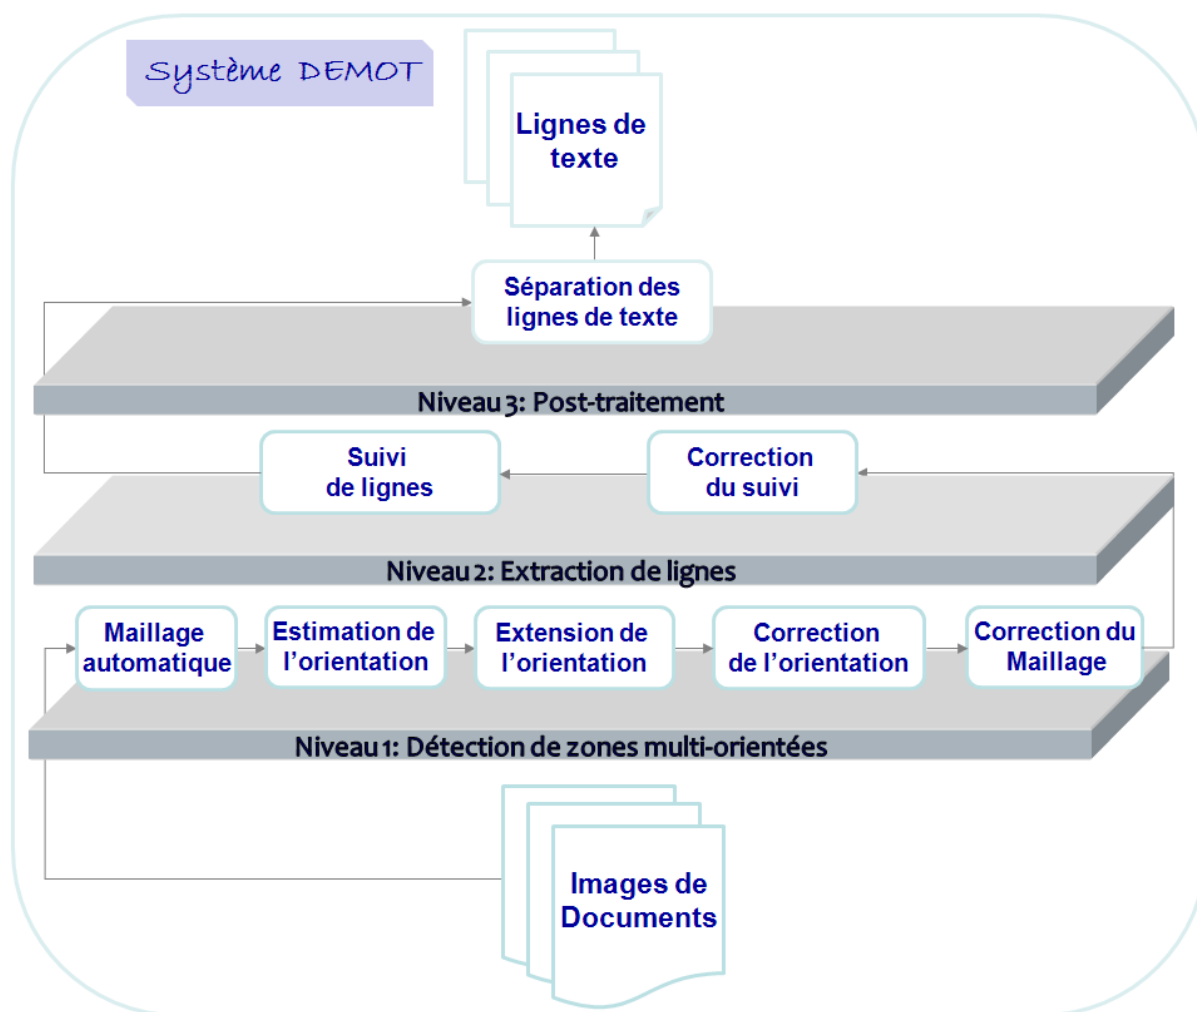 Système DEMOT
Lignes de
texte
Séparation des
lignes de texte
Niveau 3: Post-traitement
Suivi
de lignes
Correction
du suivi
Niveau 2: Extraction de lignes
Maillage
automatique
Estimation de
l’orientation
Extension de
l’orientation
Correction
de l’orientation
Correction du
Maillage
Niveau 1: Détection de zones multi-orientées
Images de
Documents